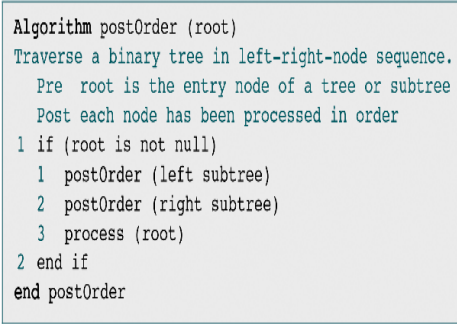 Algorithm postOrder (root)
Traverse a binary tree in left-right-node sequence.
Pre root is the entry node of a tree or subtree
Post each node has been processed in order
1 if (root is not null)
1 postOrder (left subtree)
2 postOrder (right subtree)
3 process (root)
2 end if
end postOrder